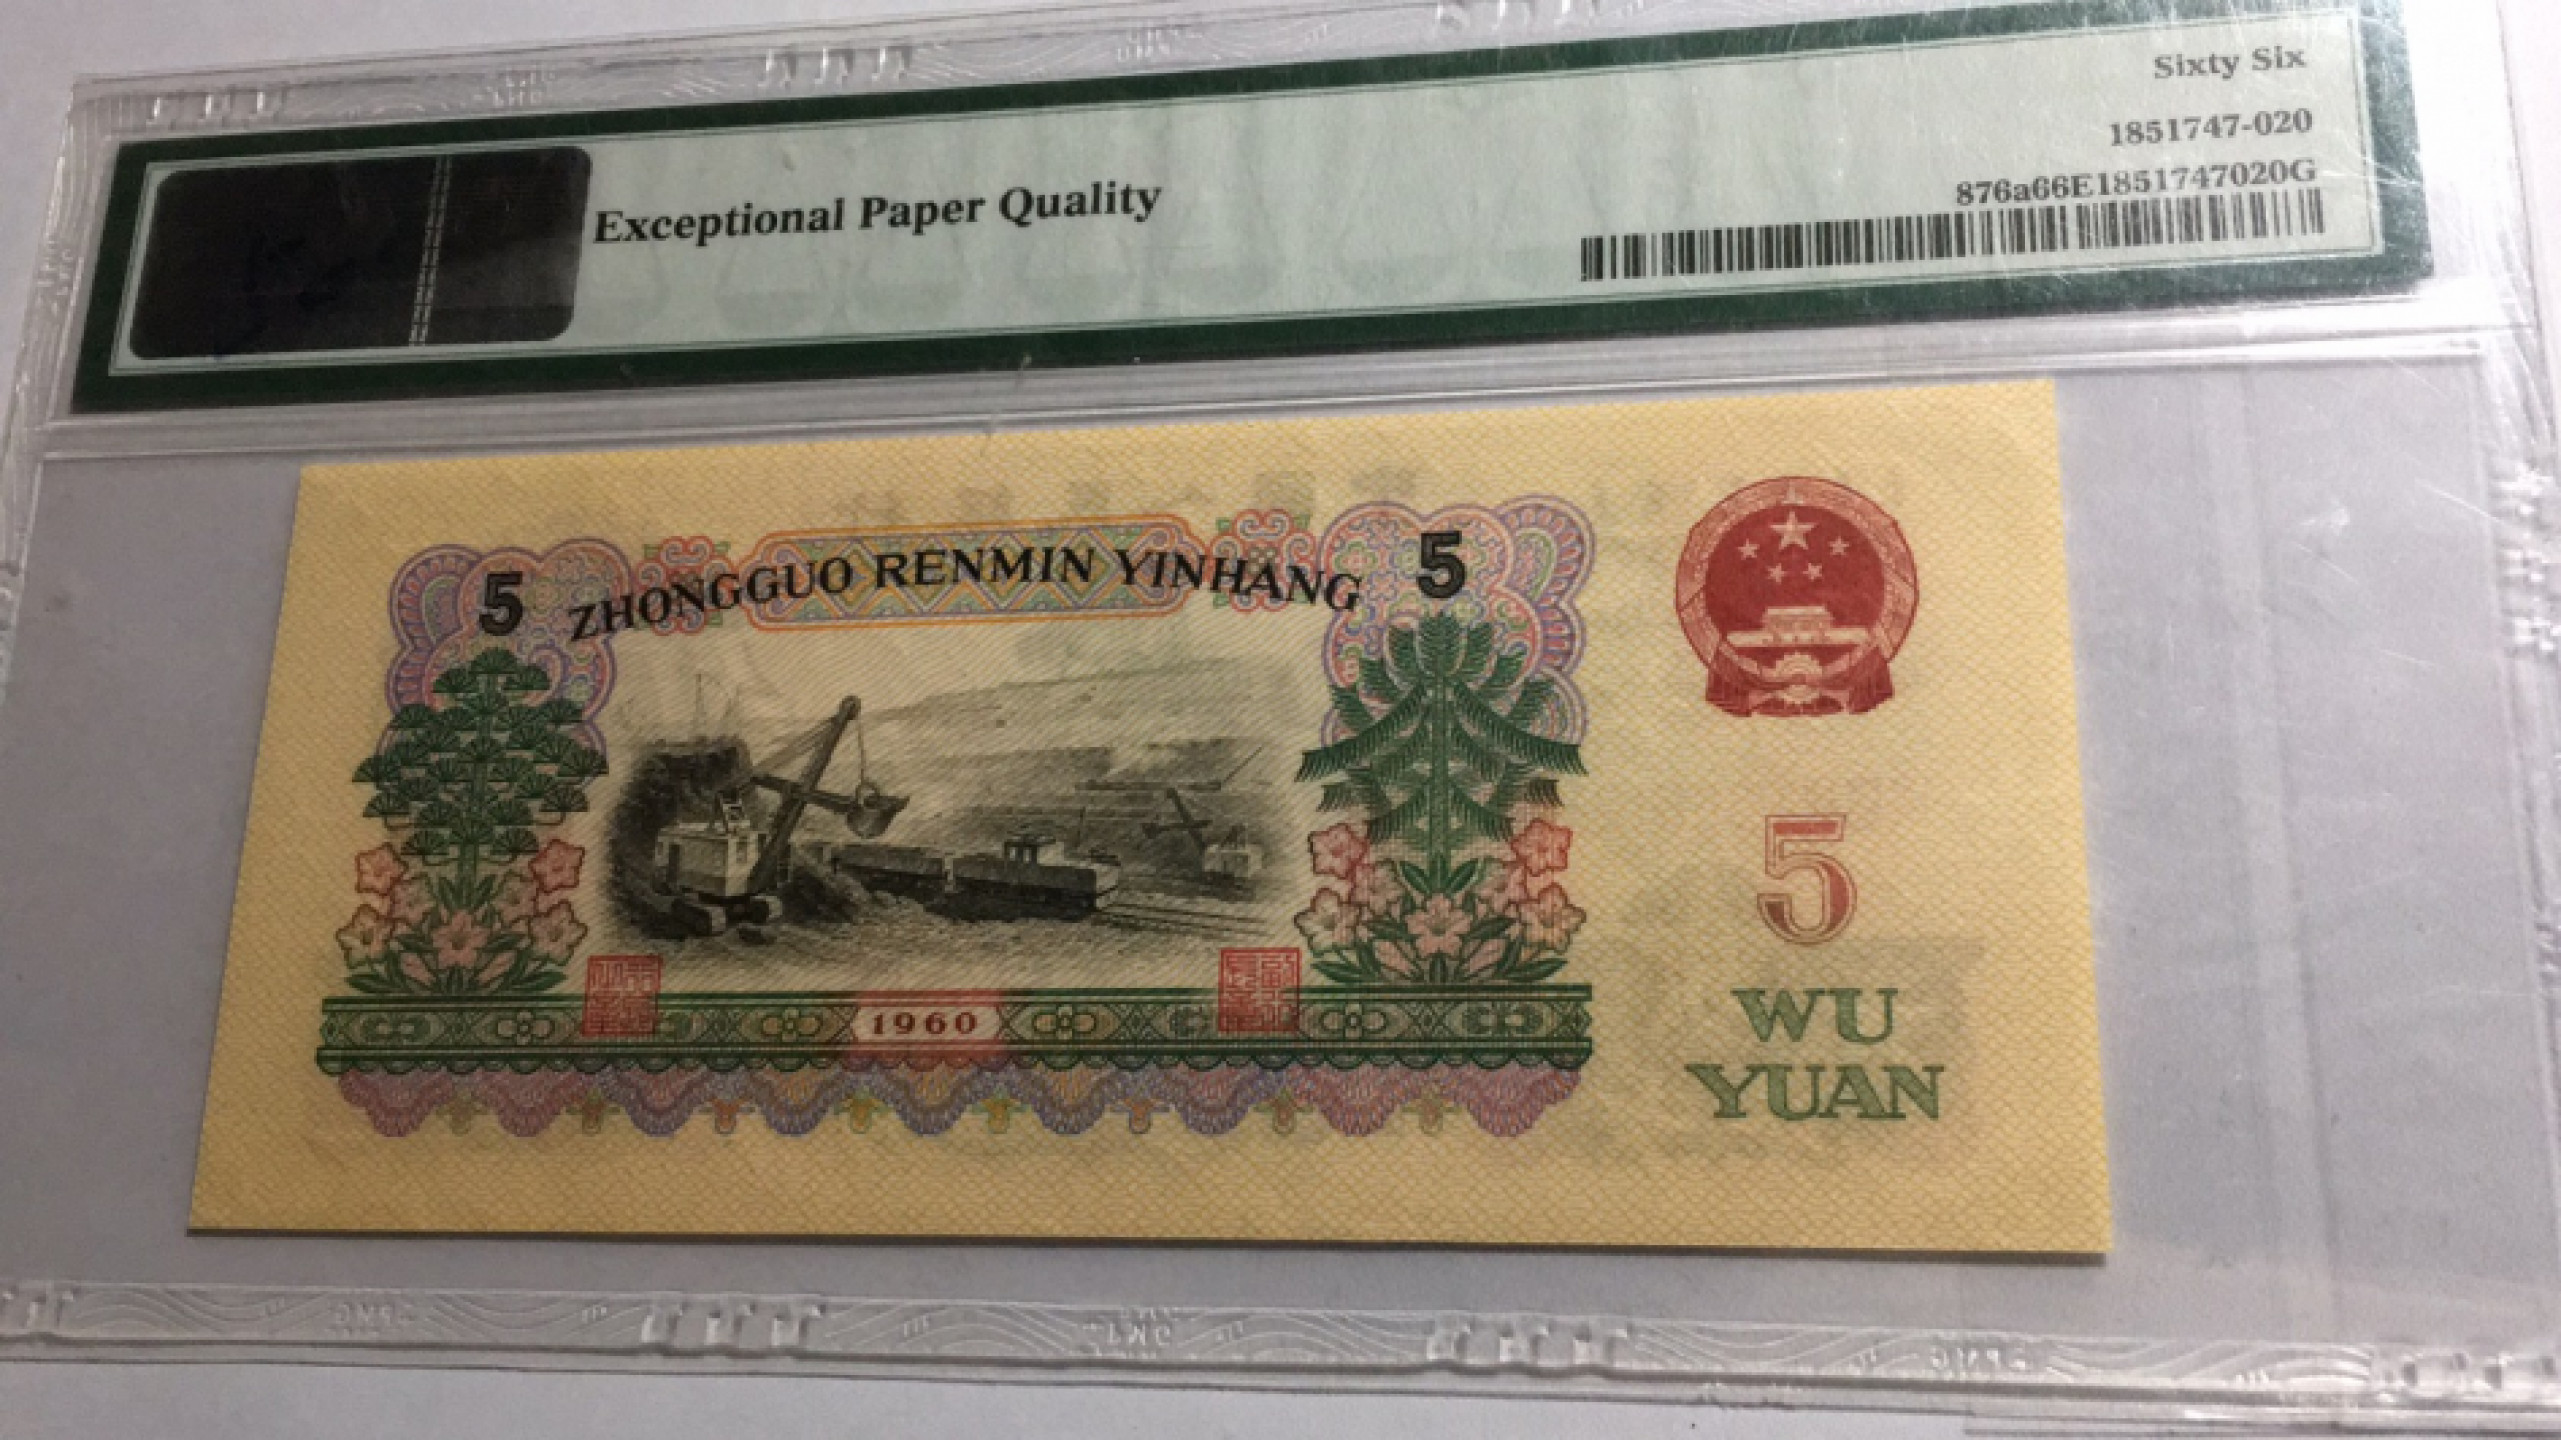 Sixty Six
1851747-020
876a66E1851747020G
Exceptional Paper Quality
5 ZHONGGUO RENMIN YINHANG 5
5
WU
YUAN
1960